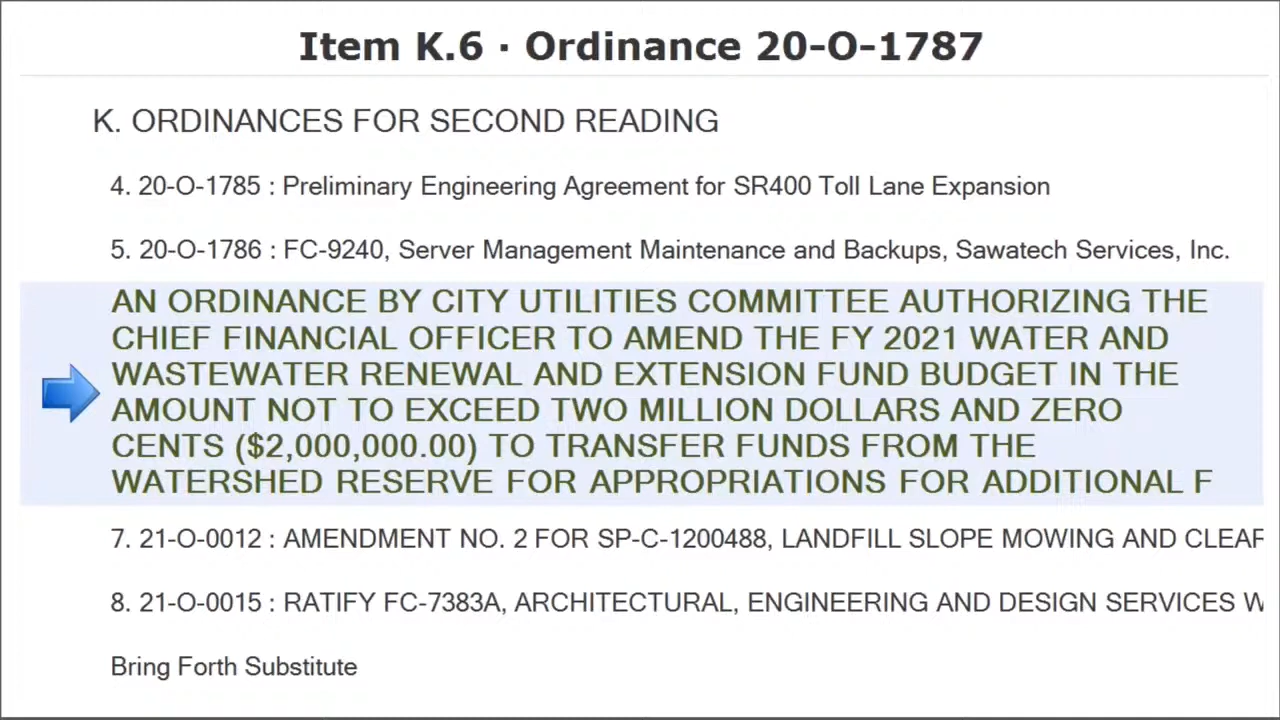 Item K.6 · Ordinance 20-O-1787
K. ORDINANCES FOR SECOND READING
4. 20-O-1785 : Preliminary Engineering Agreement for SR400 Toll Lane Expansion
5. 20-O-1786 : FC-9240, Server Management Maintenance and Backups, Sawatech Services, Inc.
AN ORDINANCE BY CITY UTILITIES COMMITTEE AUTHORIZING THE
CHIEF FINANCIAL OFFICER TO AMEND THE FY 2021 WATER AND
WASTEWATER RENEWAL AND EXTENSION FUND BUDGET IN THE
AMOUNT NOT TO EXCEED TWO MILLION DOLLARS AND ZERO
CENTS ($2,000,000.00) TO TRANSFER FUNDS FROM THE
WATERSHED RESERVE FOR APPROPRIATIONS FOR ADDITIONAL F
7. 21-O-0012 : AMENDMENT NO. 2 FOR SP-C-1200488, LANDFILL SLOPE MOWING AND CLEAR
8. 21-O-0015 : RATIFY FC-7383A, ARCHITECTURAL, ENGINEERING AND DESIGN SERVICES W
Bring Forth Substitute